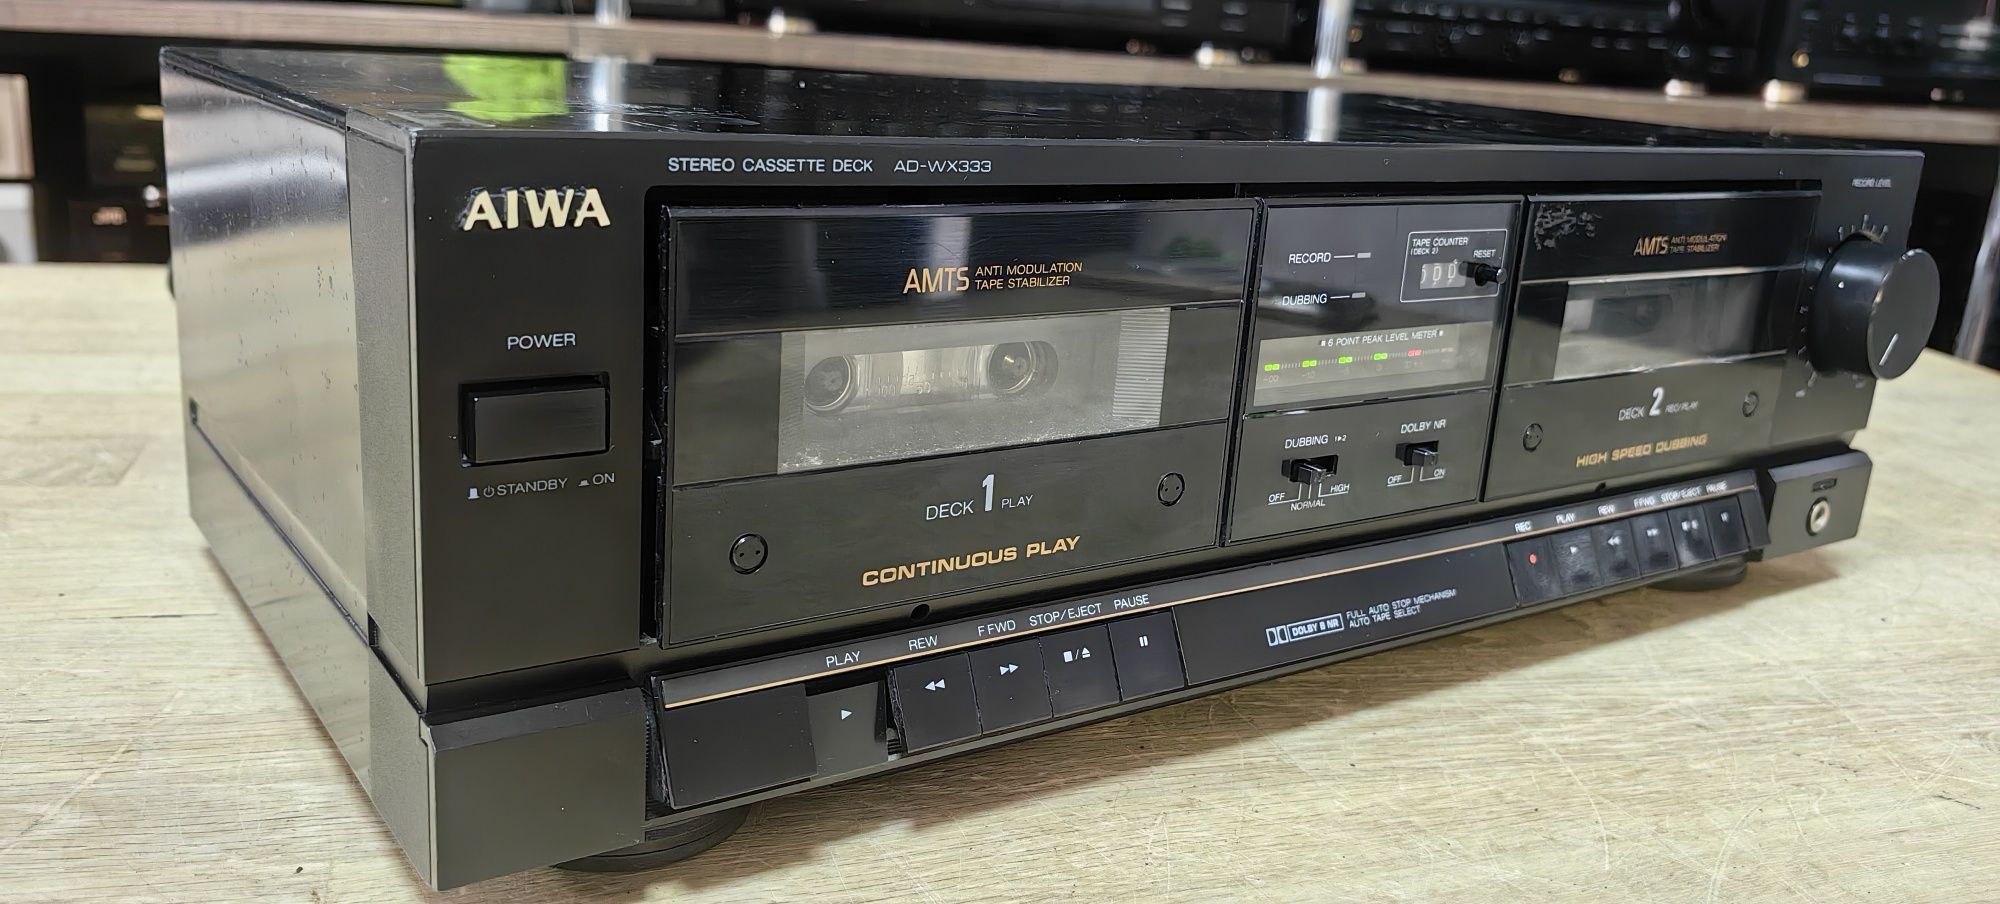 STEREO CASSETTE DECK AD-WX333
AIWA
RECORD LEVEL
AMTS ANTI MODULATION
TAPE STABILIZER
RECORD
DUBBING
TAPE COUNTER
(DECK 2)
RESET
000
6 POINT PEAK LEVEL METER
AMTS ANTI MODULATION
TAPE STABILIZER
POWER
STANDBY ON
DECK 1 PLAY
CONTINUOUS PLAY
DUBBING 1▶2
OFF
NORMAL
HIGH
DOLBY NR
OFF
ON
DECK 2 REC/PLAY
HIGH SPEED DUBBING
PLAY
REW
F FWD
STOP/EJECT
PAUSE
DOLBY B NR
FULL AUTO STOP MECHANISM
AUTO TAPE SELECT
REC
PLAY
REW
F FWD
STOP/EJECT
PAUSE